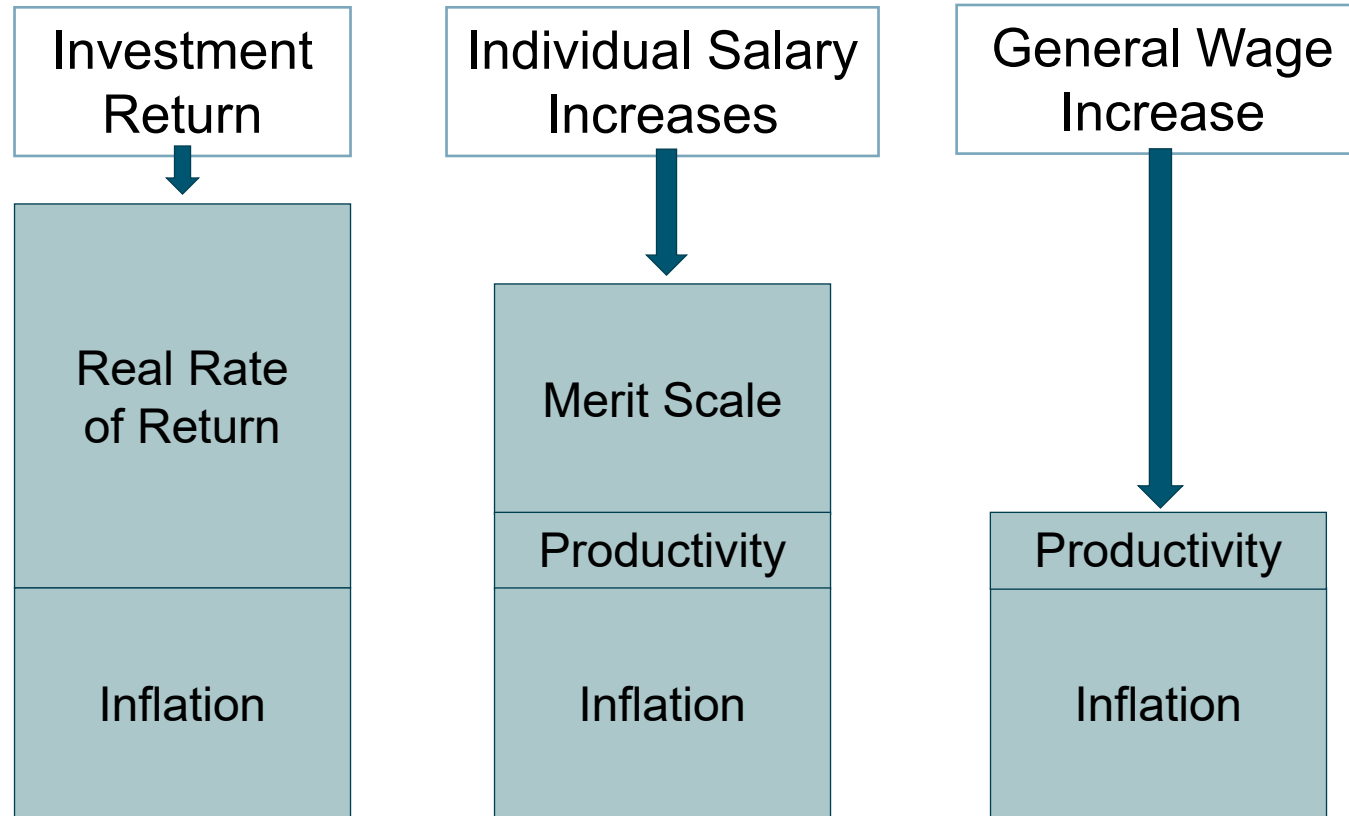 Investment
Return
Real Rate
of Return
Inflation
Individual Salary
Increases
Merit Scale
Productivity
Inflation
General Wage
Increase
Productivity
Inflation